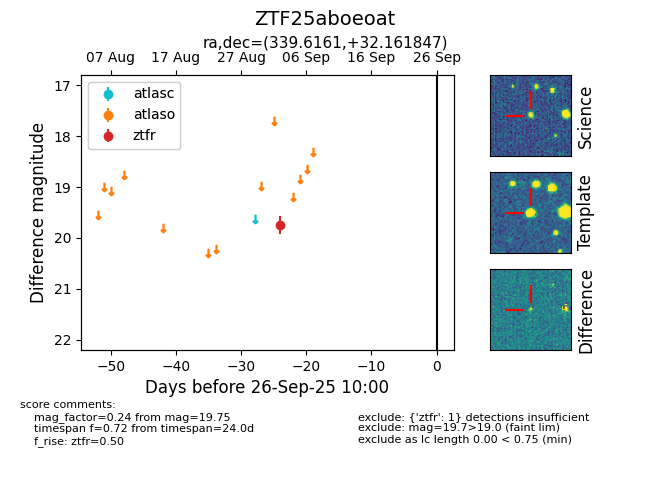 ZTF25aboeoat
ra,dec=(339.6161,+32.161847)
07 Aug 17 Aug 27 Aug 06 Sep 16 Sep 26 Sep
atlasc
atlaso
ztfr
17
18
19
20
21
22
Difference magnitude
−50 −40 −30 −20 −10 0
Days before 26-Sep-25 10:00
Science
Template
Difference
score comments:
mag_factor=0.24 from mag=19.75
timespan f=0.72 from timespan=24.0d
f_rise: ztfr=0.50
exclude: {'ztfr': 1} detections insufficient
exclude: mag=19.7>19.0 (faint lim)
exclude as lc length 0.00 < 0.75 (min)